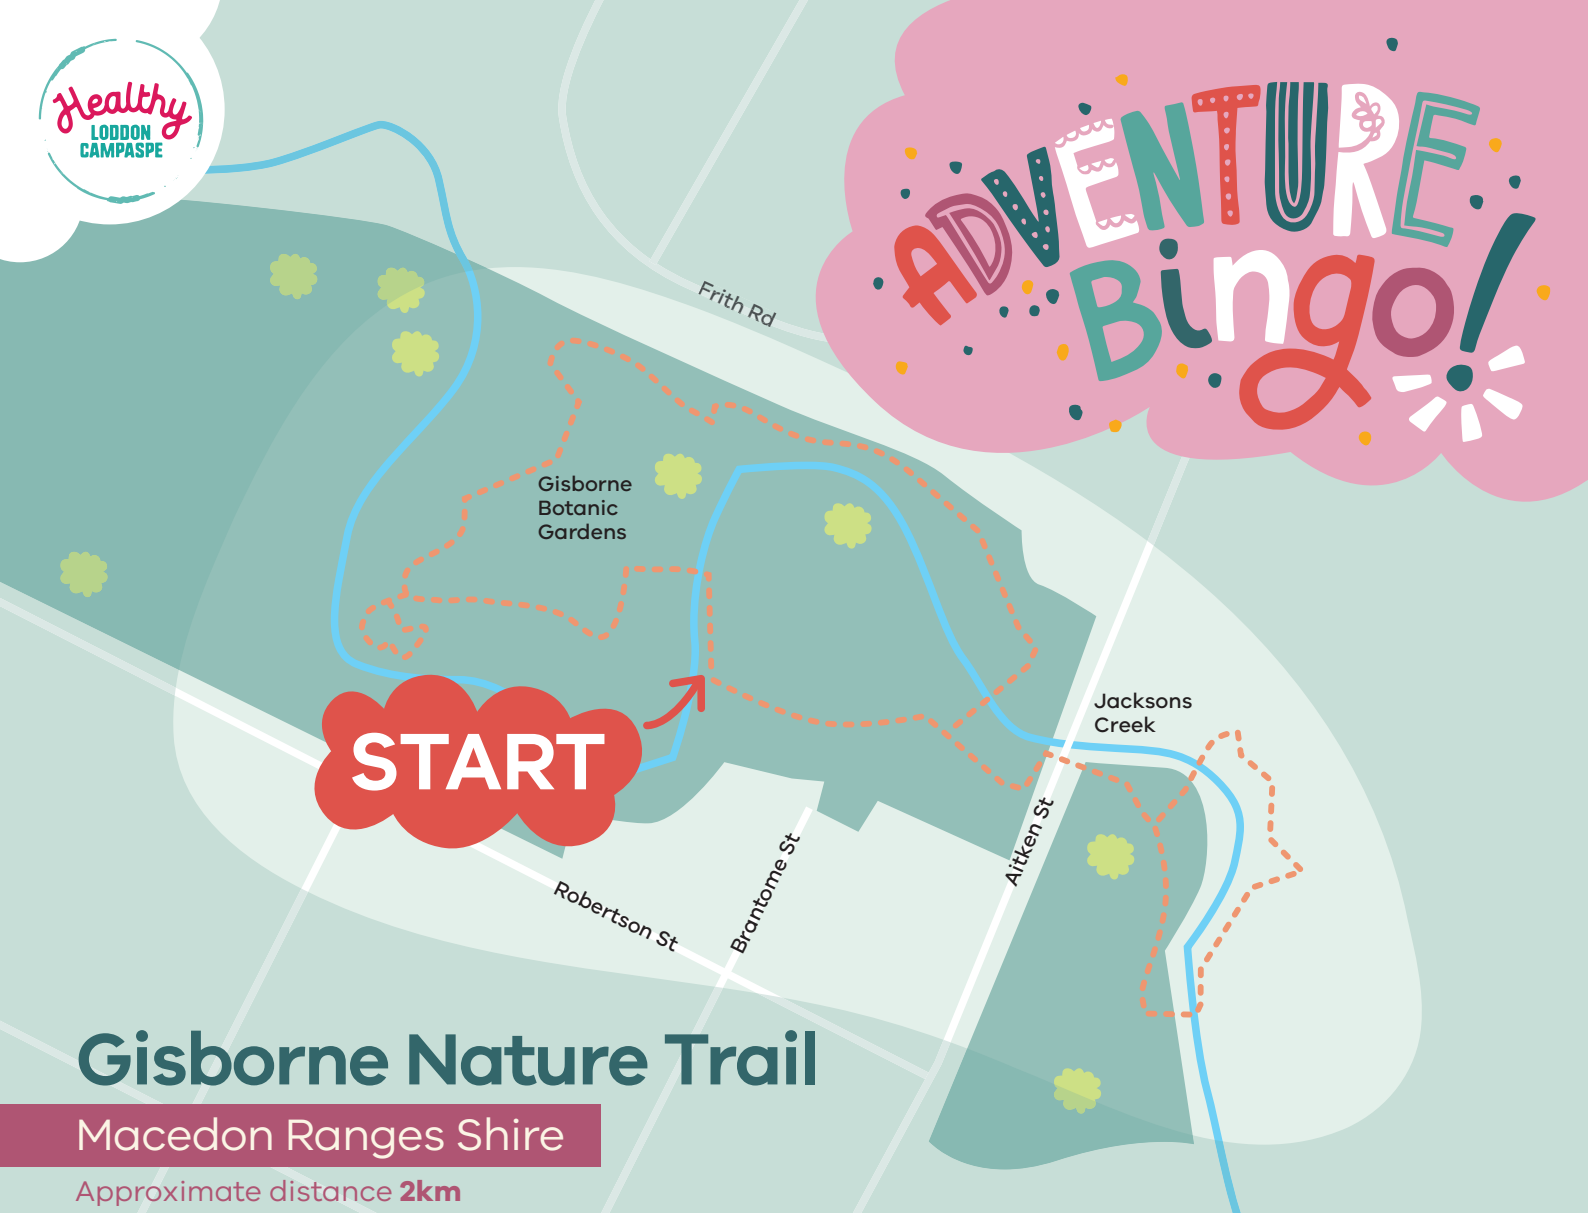 Healthy
LODDON
CAMPASPE
ADVENTURE
Bingo!
Frith Rd
Gisborne
Botanic
Gardens
START
Jacksons
Creek
Aitken St
Brantome St
Robertson St
Gisborne Nature Trail
Macedon Ranges Shire
Approximate distance 2km